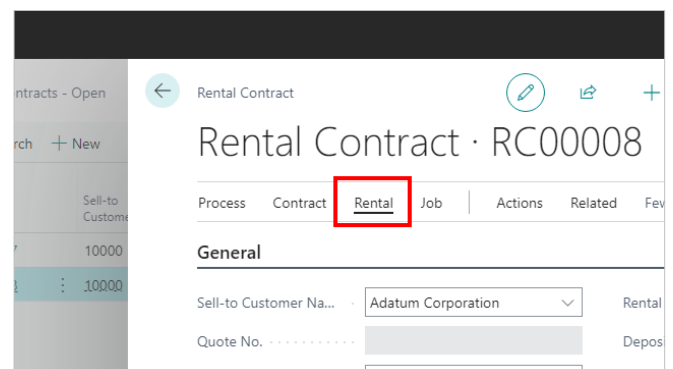 ntracts - Open
Rental Contract
rch + New
Rental Contract · RC00008
Sell-to
Custome
Process Contract Rental Job Actions Related Few
General
10000
10000
Sell-to Customer Na... Adatum Corporation Rental
Quote No. Depos